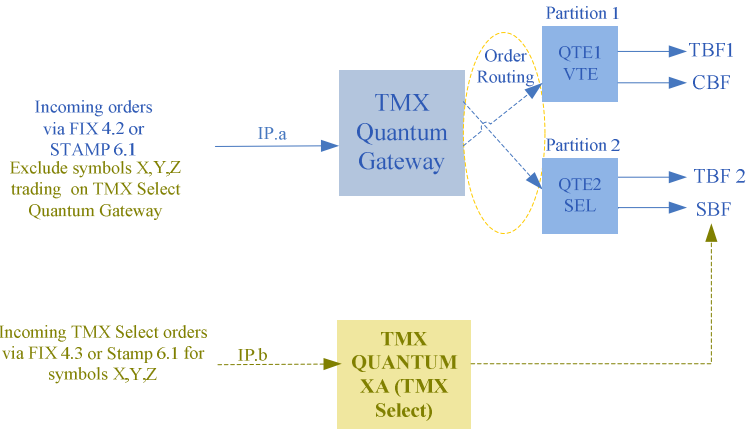 Partition 1
QTE1
VTE
TBF1
CBF
Order
Routing
TMX
Quantum
Gateway
Incoming orders
via FIX 4.2 or
STAMP 6.1
Exclude symbols X,Y,Z
trading on TMX Select
Quantum Gateway
IP.a
Partition 2
QTE2
SEL
TBF 2
SBF
Incoming TMX Select orders
via FIX 4.3 or Stamp 6.1 for
symbols X,Y,Z
IP.b
TMX
QUANTUM
XA (TMX
Select)